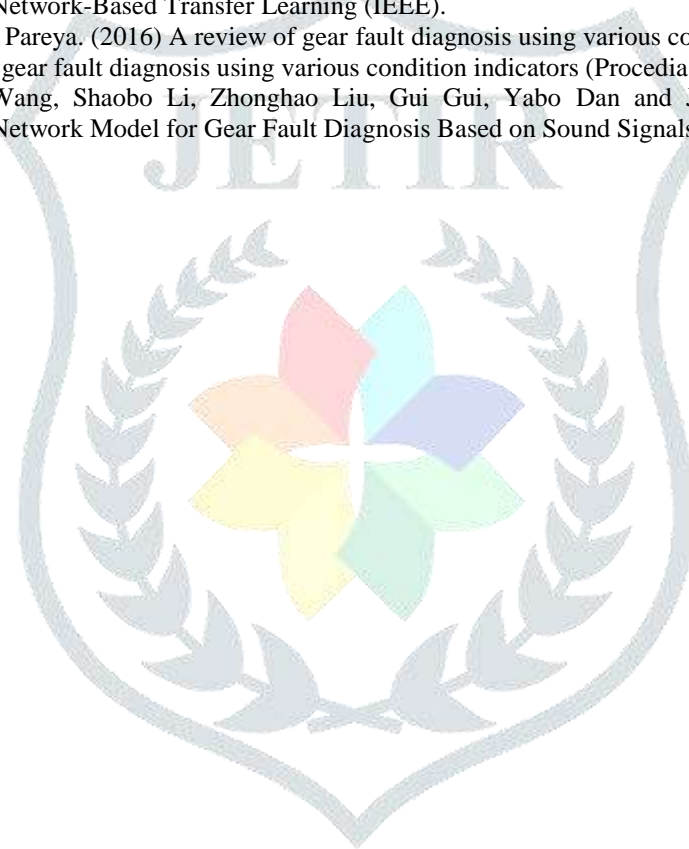 Network-Based Transfer Learning (IEEE).
Pareya. (2016) A review of gear fault diagnosis using various co
gear fault diagnosis using various condition indicators (Procedia
Wang, Shaobo Li, Zhonghao Liu, Gui Gui, Yabo Dan and J
Network Model for Gear Fault Diagnosis Based on Sound Signals
JETIR